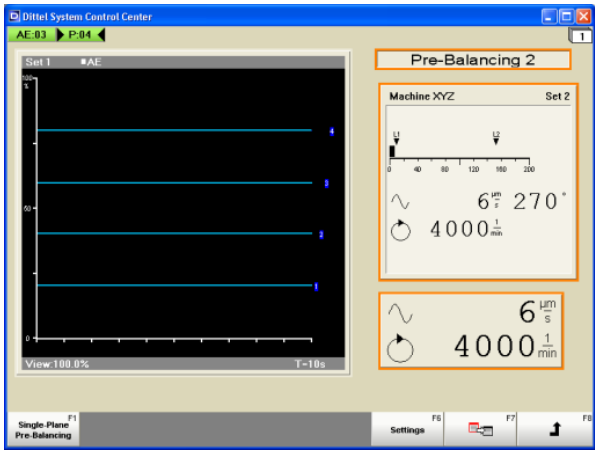 Dittel System Control Center
AE:03 P:04
1
Set 1 ■AE
Pre-Balancing 2
100
%
50
0
4
3
2
1
View:100.0% T-10s
Machine XYZ Set 2
L1 L2
0 40 80 120 160 200
6 µm/s 270°
4000 1/min
6 µm/s
4000 1/min
F1
Single-Plane
Pre-Balancing
F6
Settings
F7
F8